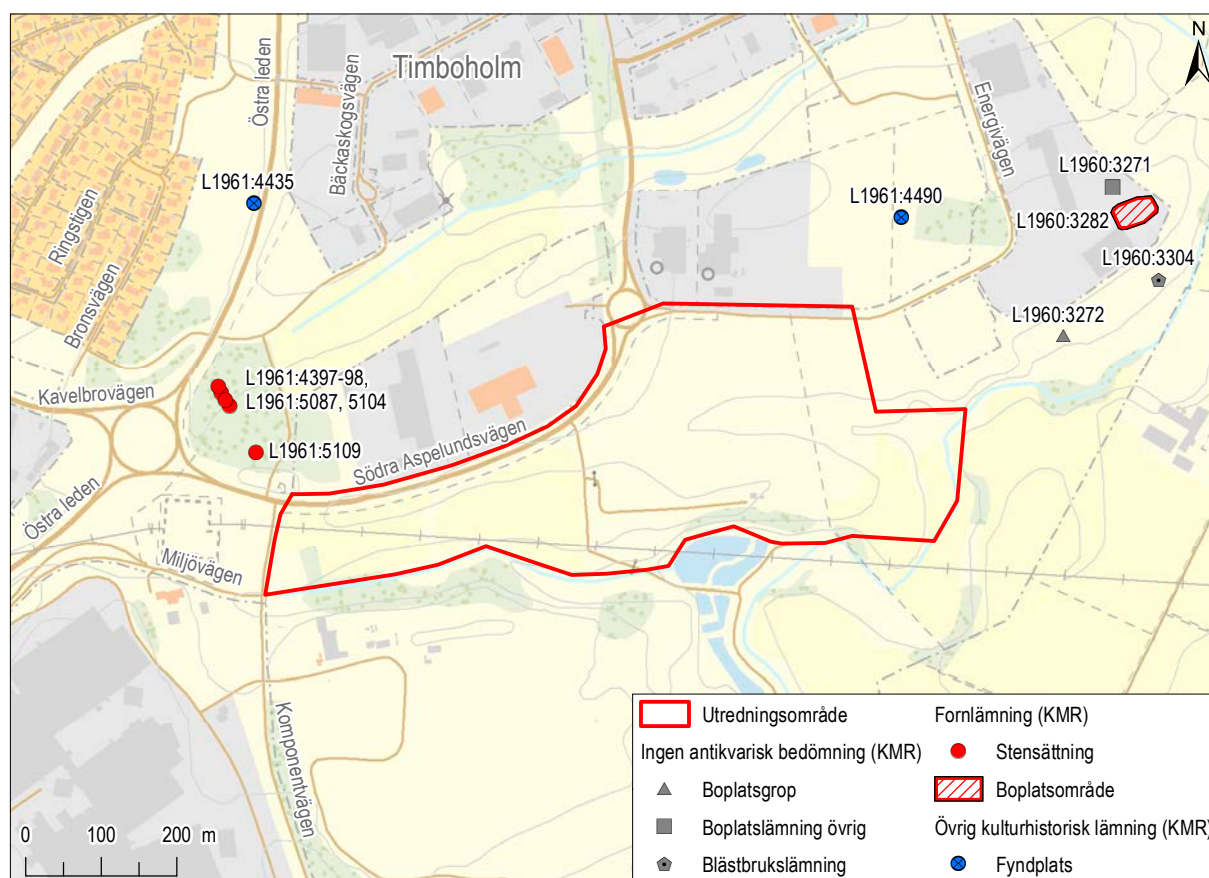 N
Timboholm
Östra leden
Bäckaskogsvägen
Energivägen
L1961:4435
L1960:3271
L1961:4490
L1960:3282
Ringstigen
L1960:3304
Bronsvägen
L1960:3272
L1961:4397-98,
Kavelbrovägen
L1961:5087, 5104
L1961:5109
Södra Aspelundsvägen
Östra leden
Miljövägen
Komponentvägen
Utredningsområde
Ingen antikvarisk bedömning (KMR)
Boplatsgrop
Boplatslämning övrig
Blästbrukslämning
Fornlämning (KMR)
Stensättning
Boplatsområde
Övrig kulturhistorisk lämning (KMR)
Fyndplats
0 100 200 m